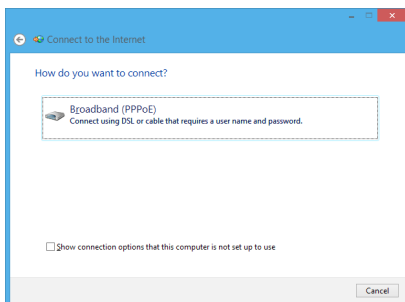 Connect to the Internet
How do you want to connect?
Broadband (PPPoE)
Connect using DSL or cable that requires a user name and password.
Show connection options that this computer is not set up to use
Cancel